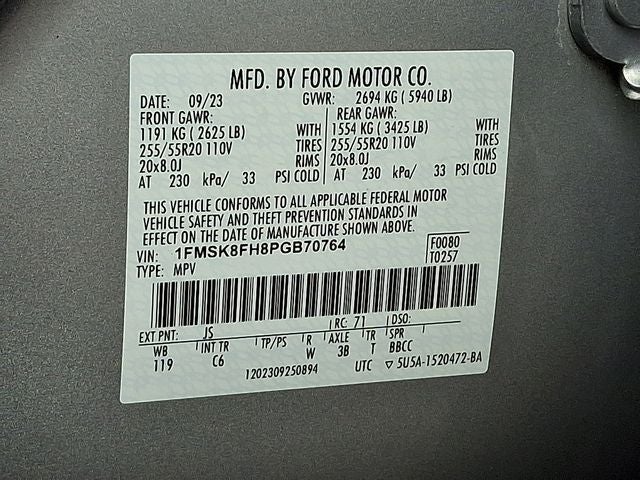 MFD. BY FORD MOTOR CO.
DATE: 09/23 GVWR: 2694 KG ( 5940 LB)
FRONT GAWR: REAR GAWR:
1191 KG ( 2625 LB) WITH 1554 KG ( 3425 LB) WITH
255/55R20 110V TIRES 255/55R20 110V TIRES
20x8.0J RIMS 20x8.0J RIMS
AT 230 kPa/ 33 PSI COLD AT 230 kPa/ 33 PSI COLD
THIS VEHICLE CONFORMS TO ALL APPLICABLE FEDERAL MOTOR
VEHICLE SAFETY AND THEFT PREVENTION STANDARDS IN
EFFECT ON THE DATE OF MANUFACTURE SHOWN ABOVE.
VIN: 1FMSK8FH8PGB70764 F0080
TYPE: MPV T0257
EXT PNT: JS RC: 71 DSO:
WB INT TR TP/PS R AXLE TR SPR
119 C6 W 3B T BBCC
1202309250894 UTC ▽ 5U5A-1520472-BA